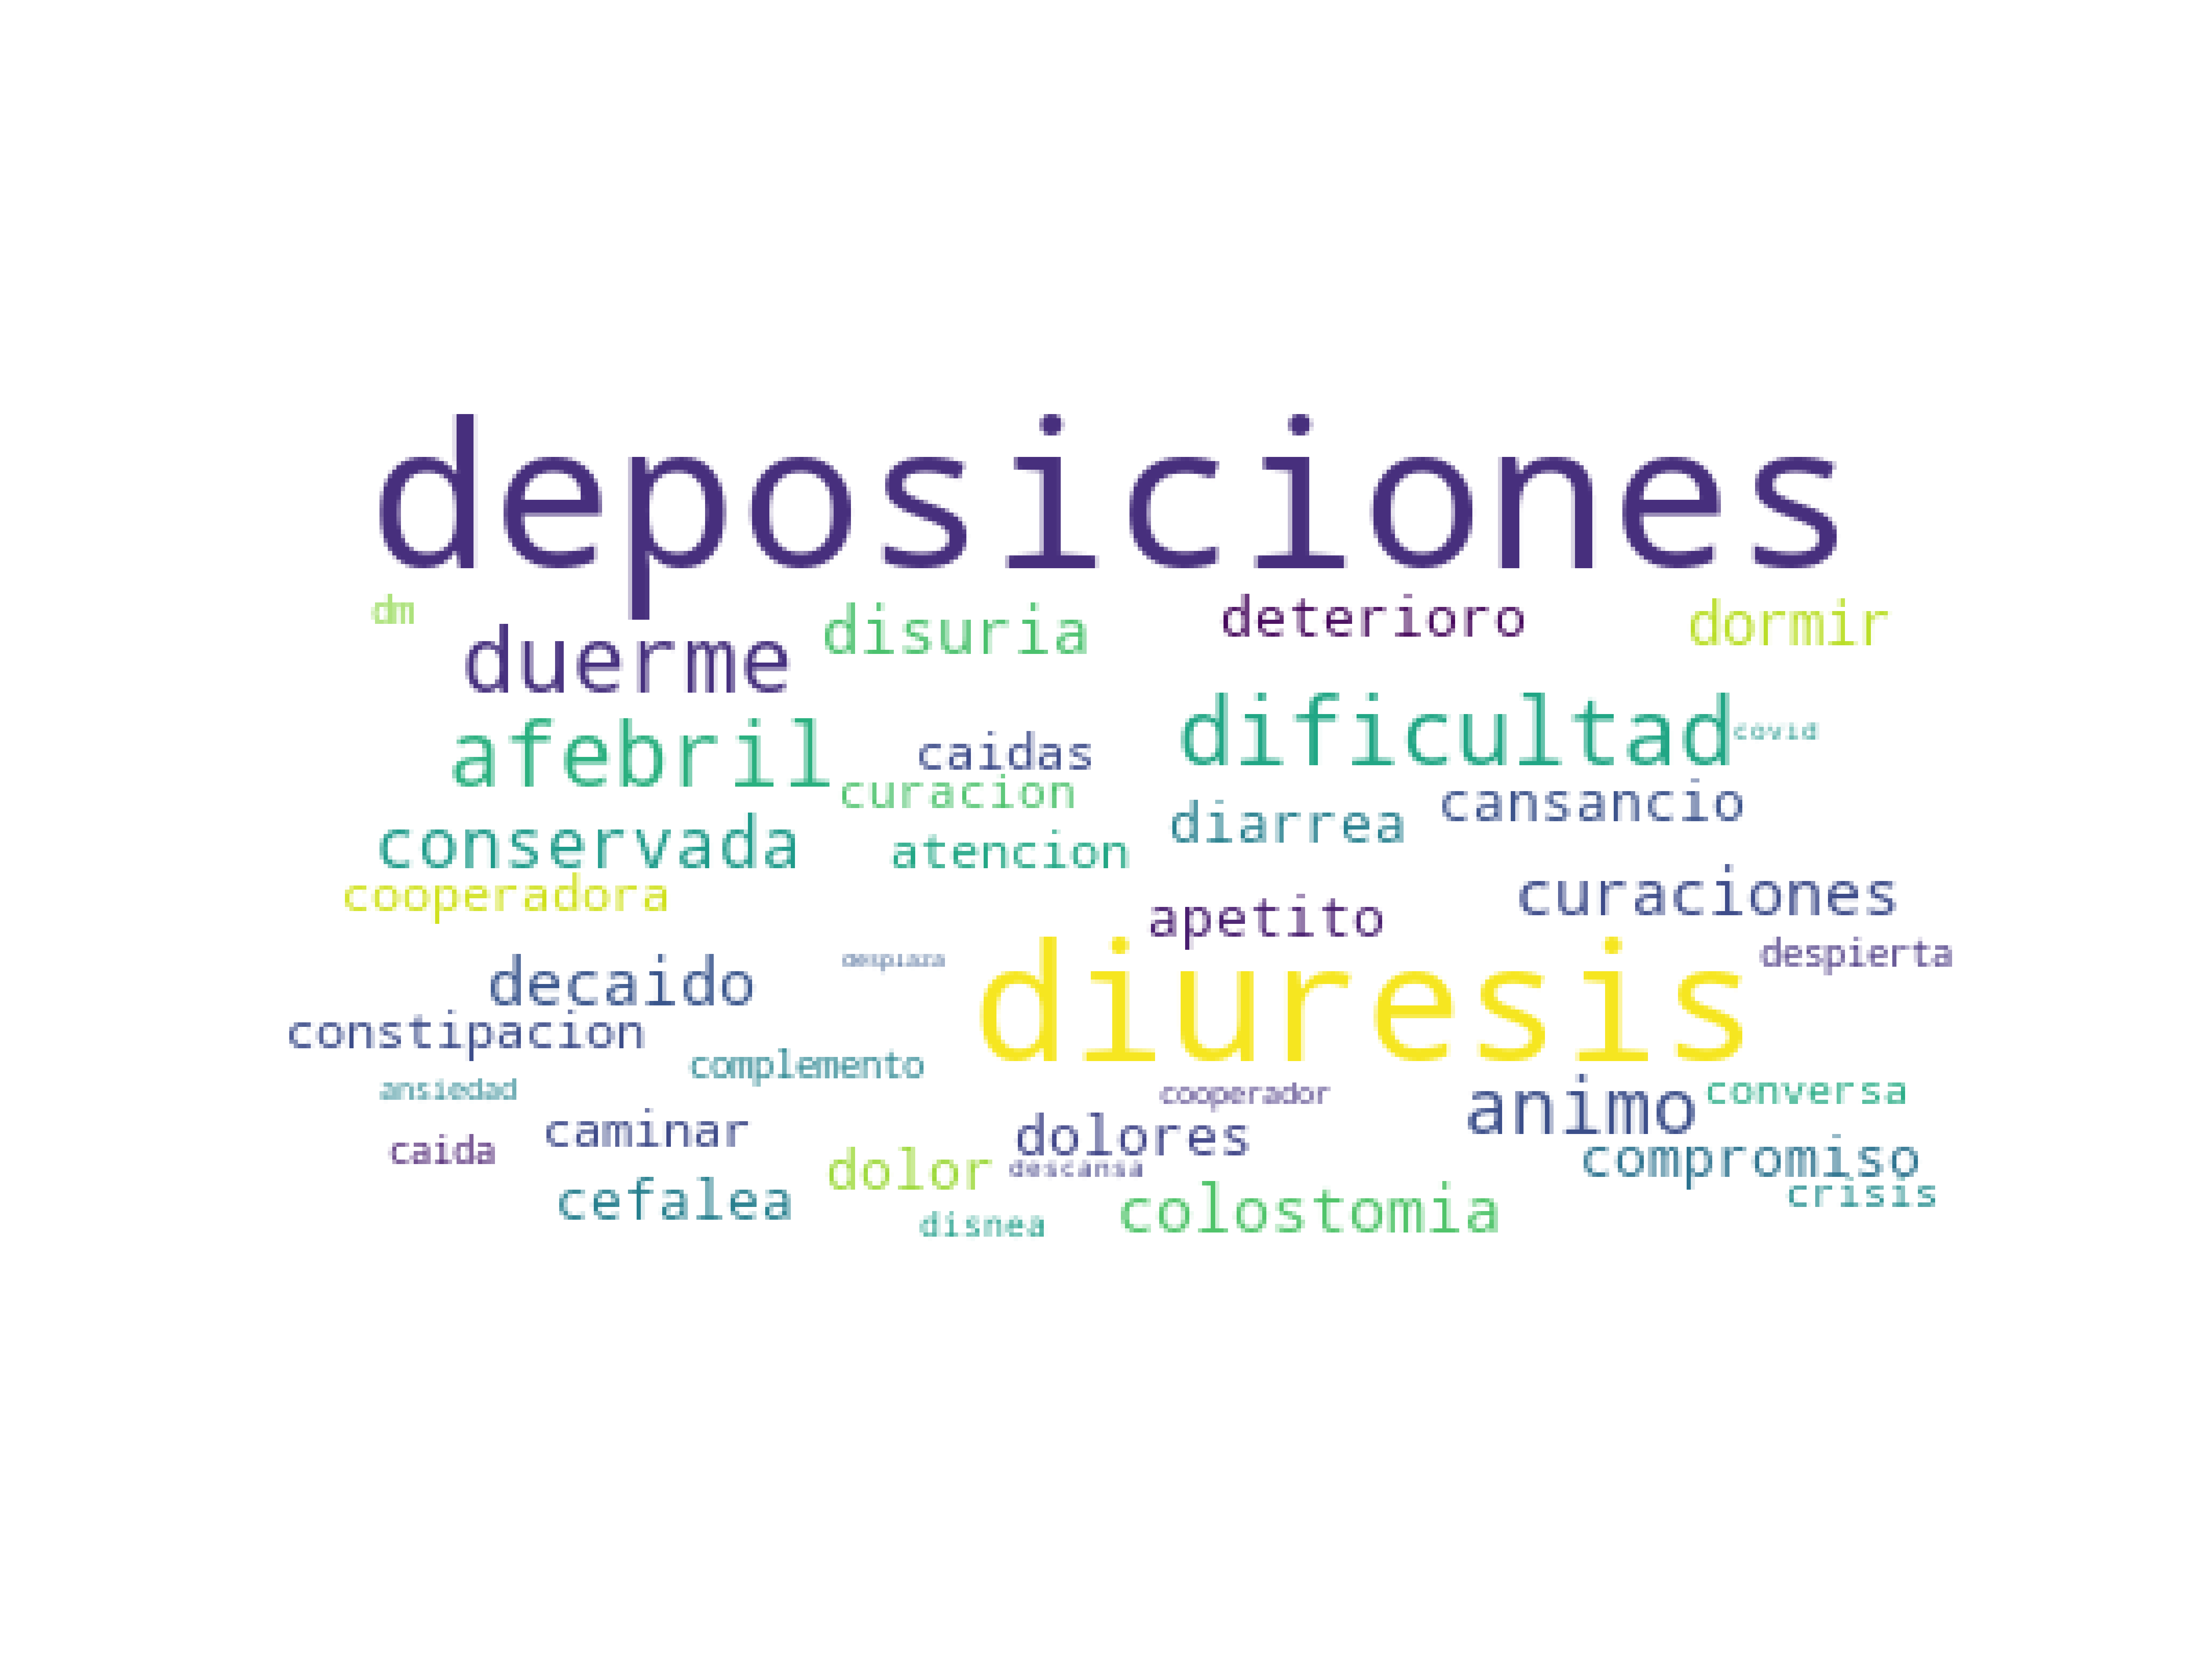 deposiciones
dm
duerme
disuria
deterioro
dormir
afebril
caidas
dificultad
covid
curacion
cansancio
conservada
atencion
diarrea
cooperadora
apetito
curaciones
decaido
diuresis
despierta
constipacion
complemento
ansiedad
cooperador
animo
conversa
caida
caminar
dolores
compromiso
dolor
descansa
crisis
cefalea
disnea
colostomia